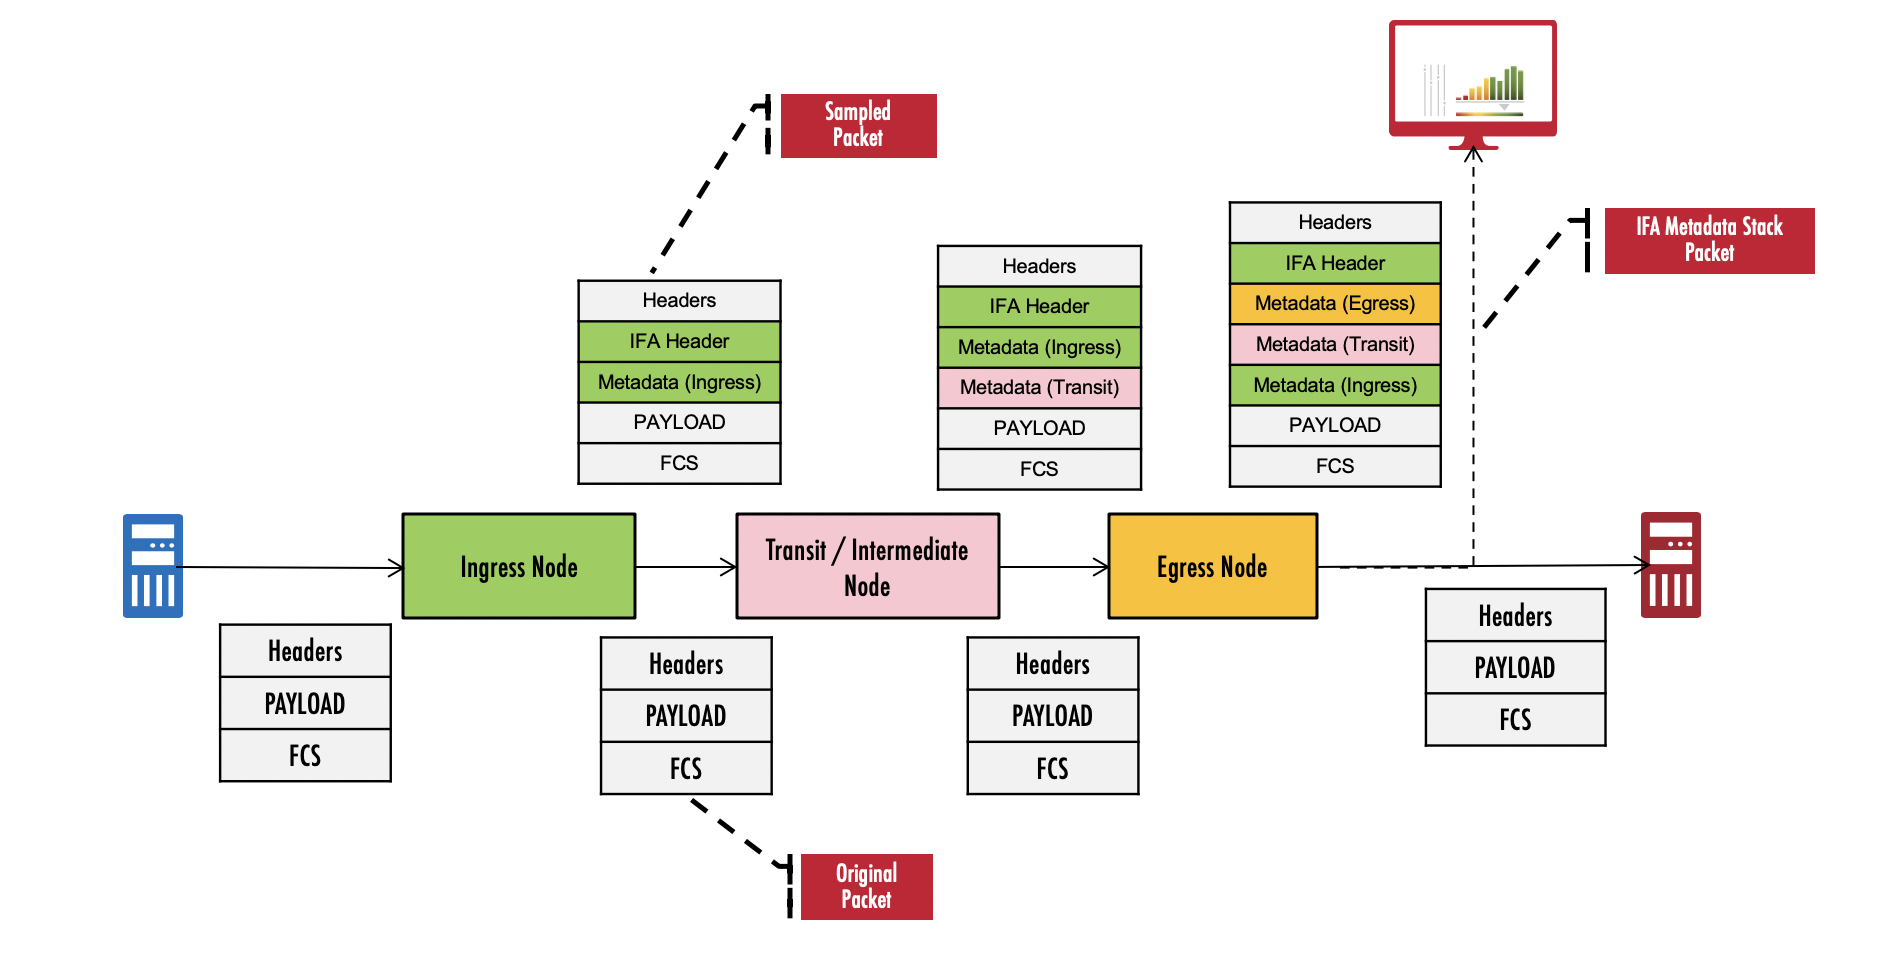 Sampled
Packet
IFA Metadata Stack
Packet
Headers
IFA Header
Metadata (Ingress)
PAYLOAD
FCS
Headers
IFA Header
Metadata (Ingress)
Metadata (Transit)
PAYLOAD
FCS
Headers
IFA Header
Metadata (Egress)
Metadata (Transit)
Metadata (Ingress)
PAYLOAD
FCS
Ingress Node
Transit / Intermediate
Node
Egress Node
Headers
PAYLOAD
FCS
Headers
PAYLOAD
FCS
Headers
PAYLOAD
FCS
Headers
PAYLOAD
FCS
Original
Packet